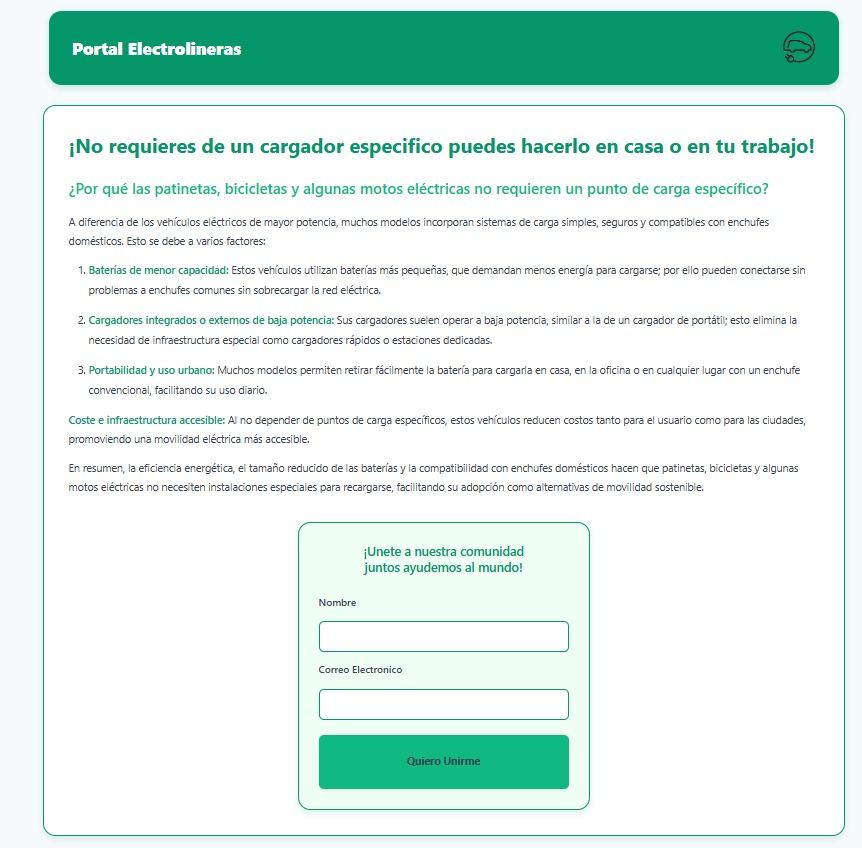 Portal Electrolineras
¡No requieres de un cargador especifico puedes hacerlo en casa o en tu trabajo!
¿Por qué las patinetas, bicicletas y algunas motos eléctricas no requieren un punto de carga específico?
A diferencia de los vehículos eléctricos de mayor potencia, muchos modelos incorporan sistemas de carga simples, seguros y compatibles con enchufes
domésticos. Esto se debe a varios factores:
1. Baterías de menor capacidad: Estos vehículos utilizan baterías más pequeñas, que demandan menos energía para cargarse; por ello pueden conectarse sin
problemas a enchufes comunes sin sobrecargar la red eléctrica.
2. Cargadores integrados o externos de baja potencia: Sus cargadores suelen operar a baja potencia, similar a la de un cargador de portátil; esto elimina la
necesidad de infraestructura especial como cargadores rápidos o estaciones dedicadas.
3. Portabilidad y uso urbano: Muchos modelos permiten retirar fácilmente la batería para cargarla en casa, en la oficina o en cualquier lugar con un enchufe
convencional, facilitando su uso diario.
Coste e infraestructura accesible: Al no depender de puntos de carga específicos, estos vehículos reducen costos tanto para el usuario como para las ciudades,
promoviendo una movilidad eléctrica más accesible.
En resumen, la eficiencia energética, el tamaño reducido de las baterías y la compatibilidad con enchufes domésticos hacen que patinetas, bicicletas y algunas
motos eléctricas no necesiten instalaciones especiales para recargarse, facilitando su adopción como alternativas de movilidad sostenible.
¡Unete a nuestra comunidad
juntos ayudemos al mundo!
Nombre
Correo Electronico
Quiero Unirme